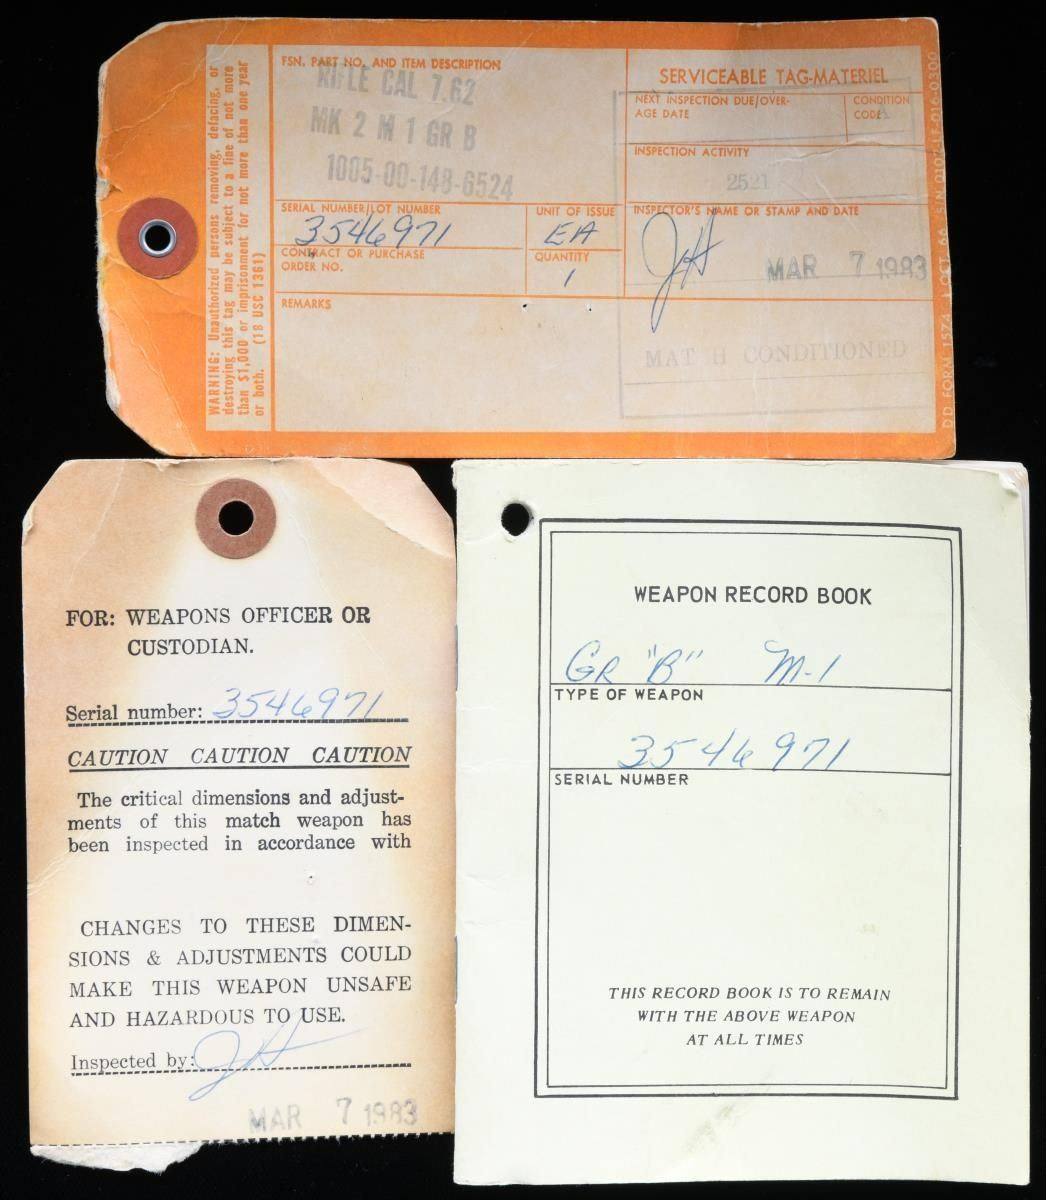 WARNING: Unauthorized persons removing, defacing, or
destroying this tag may be subject to a fine of not more
than $1,000 or imprisonment for not more than one year
or both. (18 USC 1361)
FSN, PART NO. AND ITEM DESCRIPTION
RIFLE CAL 7.62
MK 2 M 1 GR B
1005-00-148-6524
SERIAL NUMBER/LOT NUMBER
3546971
UNIT OF ISSUE
EA
CONTRACT OR PURCHASE
ORDER NO.
QUANTITY
1
REMARKS
SERVICEABLE TAG-MATERIEL
NEXT INSPECTION DUE/OVER-
AGE DATE
CONDITION
CODE
A
INSPECTION ACTIVITY
2521
INSPECTOR'S NAME OR STAMP AND DATE
JH
MAR 7 1983
MAT H CONDITIONED
DD FORM 1574, 1 OCT 66 S/N 0102-LF-016-0300
FOR: WEAPONS OFFICER OR
CUSTODIAN.
Serial number: 3546971
CAUTION CAUTION CAUTION
The critical dimensions and adjust-
ments of this match weapon has
been inspected in accordance with
CHANGES TO THESE DIMEN-
SIONS & ADJUSTMENTS COULD
MAKE THIS WEAPON UNSAFE
AND HAZARDOUS TO USE.
Inspected by: JH
MAR 7 1983
WEAPON RECORD BOOK
GR "B" M-1
TYPE OF WEAPON
3546971
SERIAL NUMBER
THIS RECORD BOOK IS TO REMAIN
WITH THE ABOVE WEAPON
AT ALL TIMES